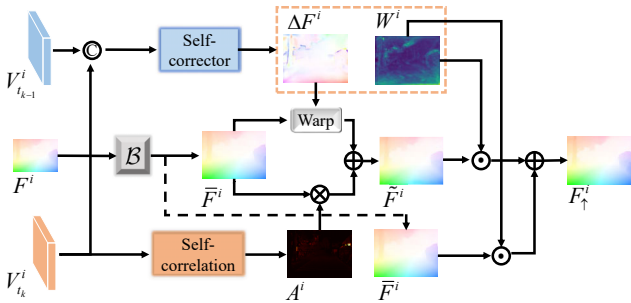 V^i_{t_{k-1}}
©
Self-
corrector
ΔF^i
W^i
Warp
F^i
B
F̅^i
F̃^i
F^i_↑
V^i_{t_k}
Self-
correlation
A^i
F̅^i